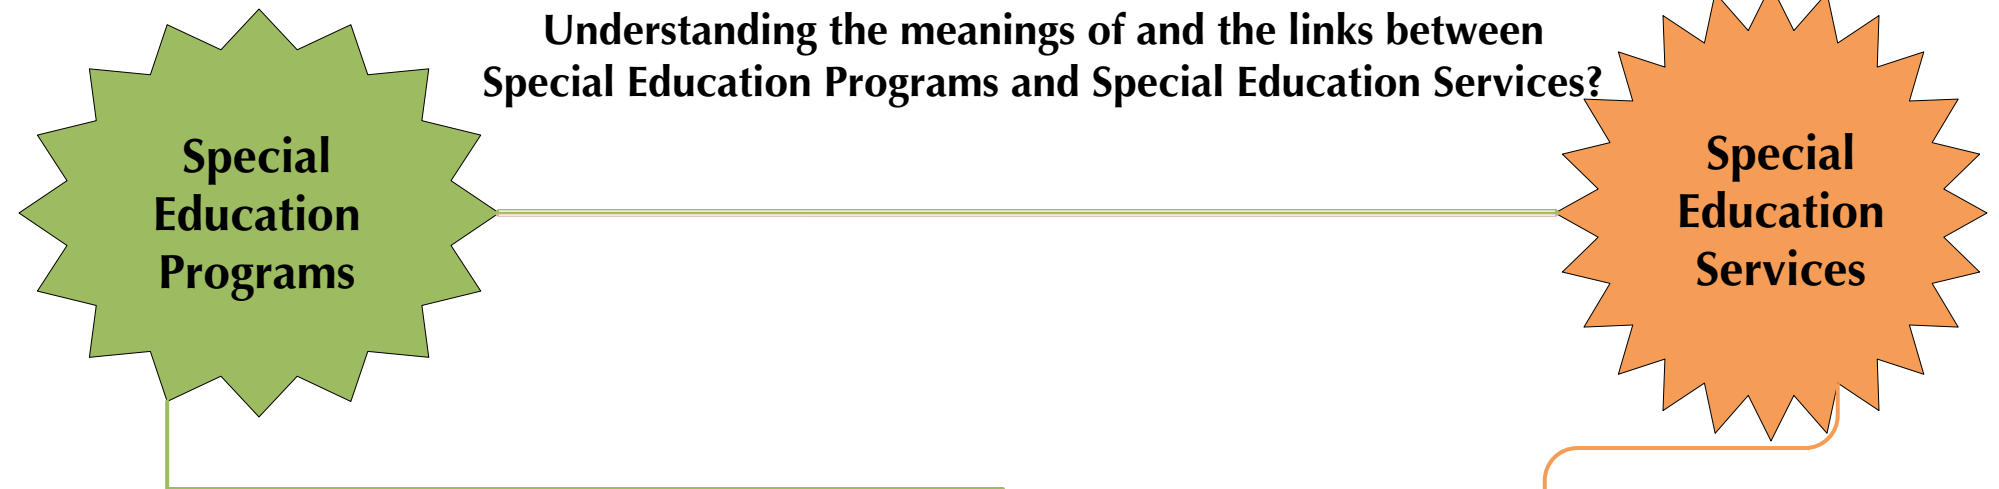 Understanding the meanings of and the links between
Special Education Programs and Special Education Services?
Special
Education
Programs
Special
Education
Services